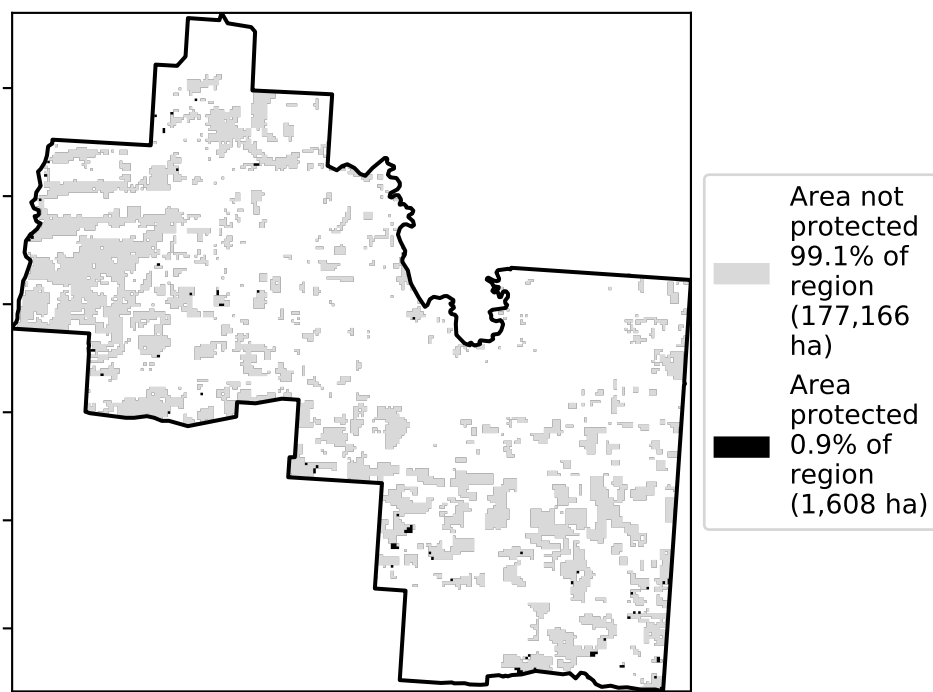 Area not
protected
99.1% of
region
(177,166
ha)
Area
protected
0.9% of
region
(1,608 ha)